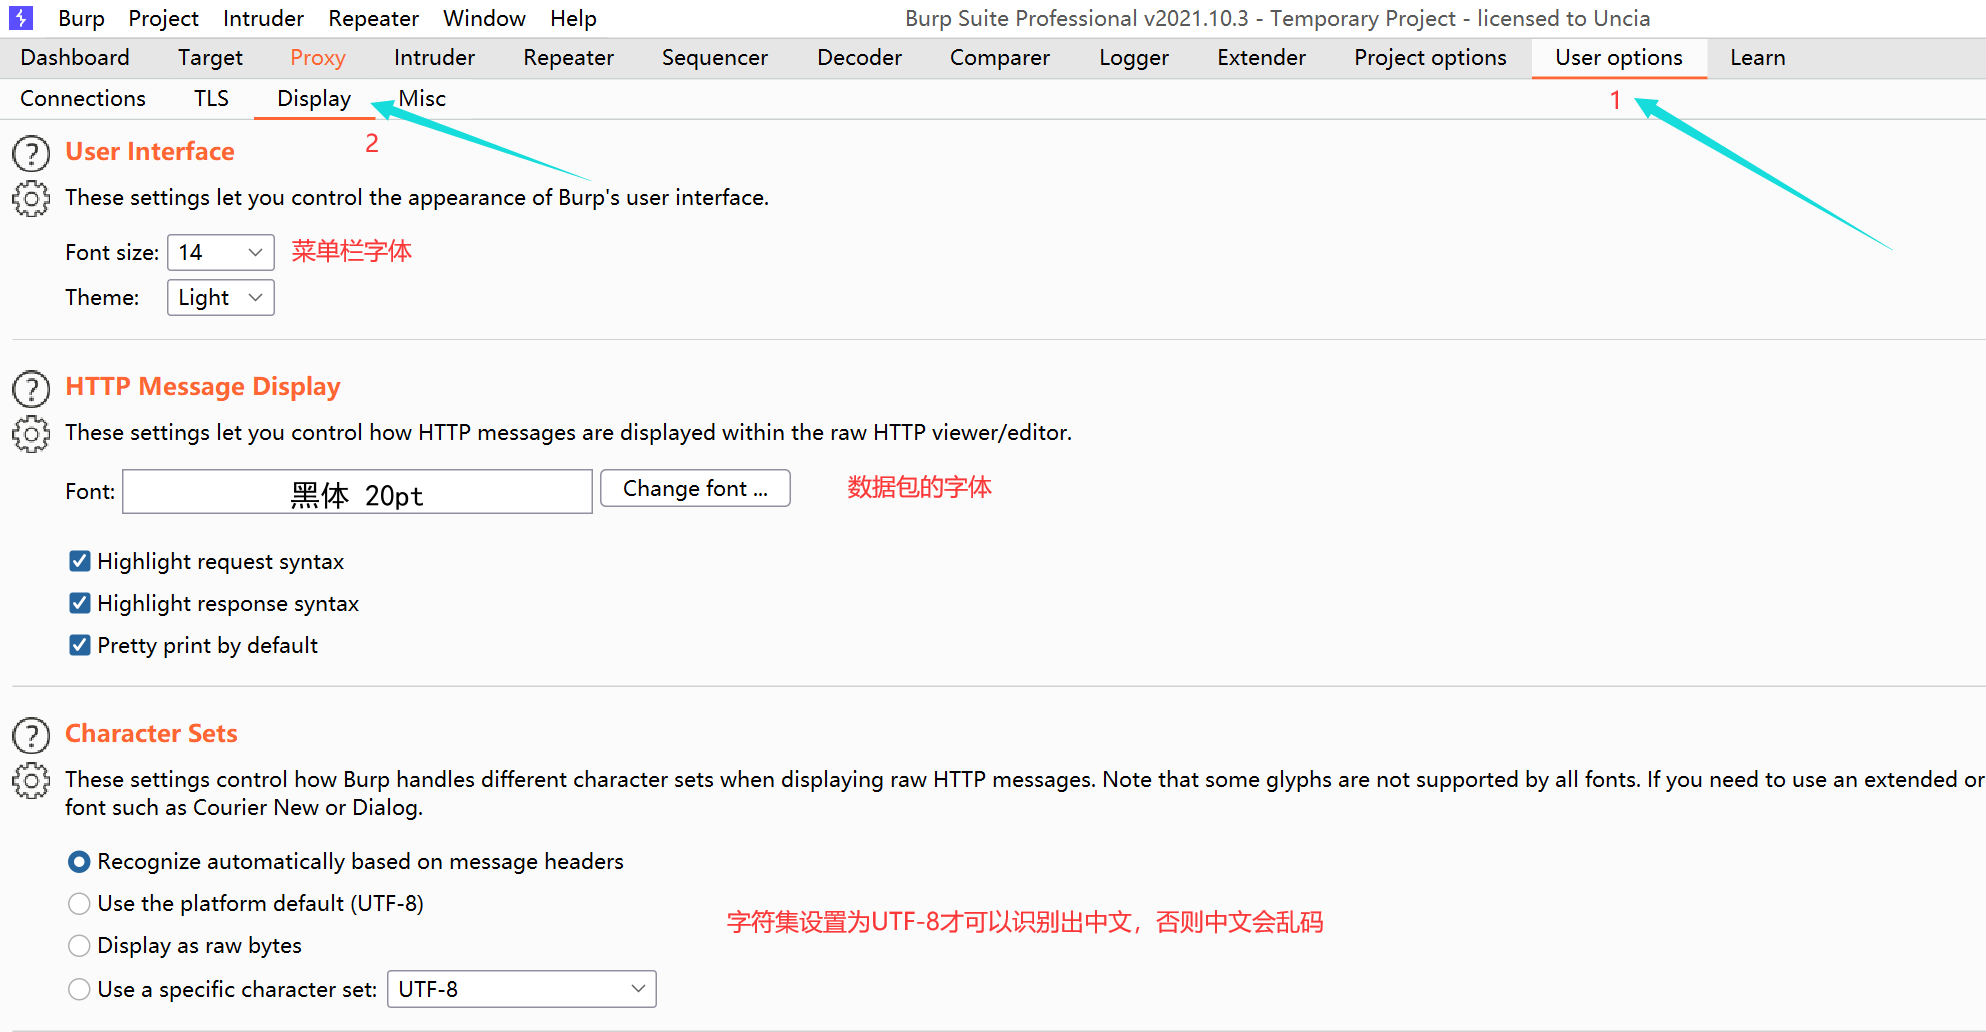 Burp Project Intruder Repeater Window Help Burp Suite Professional v2021.10.3 - Temporary Project - licensed to Uncia
Dashboard Target Proxy Intruder Repeater Sequencer Decoder Comparer Logger Extender Project options User options Learn
Connections TLS Display Misc 1
2
User Interface
These settings let you control the appearance of Burp's user interface.
Font size: 14 菜单栏字体
Theme: Light
HTTP Message Display
These settings let you control how HTTP messages are displayed within the raw HTTP viewer/editor.
Font: 黑体 20pt Change font ... 数据包的字体
Highlight request syntax
Highlight response syntax
Pretty print by default
Character Sets
These settings control how Burp handles different character sets when displaying raw HTTP messages. Note that some glyphs are not supported by all fonts. If you need to use an extended or
font such as Courier New or Dialog.
Recognize automatically based on message headers
Use the platform default (UTF-8)
字符集设置为UTF-8才可以识别出中文，否则中文会乱码
Display as raw bytes
Use a specific character set: UTF-8